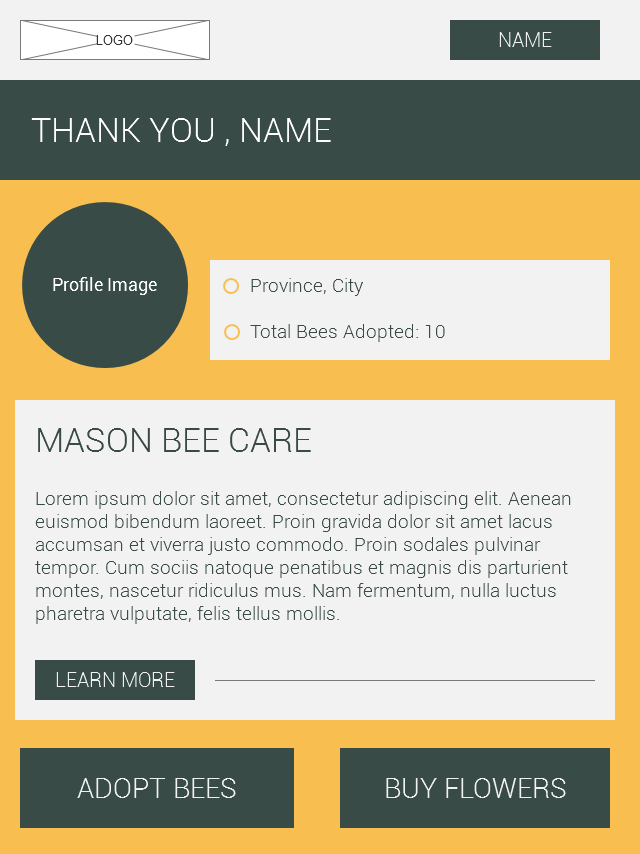 LOGO
NAME
THANK YOU , NAME
Profile Image
Province, City
Total Bees Adopted: 10
MASON BEE CARE
Lorem ipsum dolor sit amet, consectetur adipiscing elit. Aenean
euismod bibendum laoreet. Proin gravida dolor sit amet lacus
accumsan et viverra justo commodo. Proin sodales pulvinar
tempor. Cum sociis natoque penatibus et magnis dis parturient
montes, nascetur ridiculus mus. Nam fermentum, nulla luctus
pharetra vulputate, felis tellus mollis.
LEARN MORE
ADOPT BEES
BUY FLOWERS